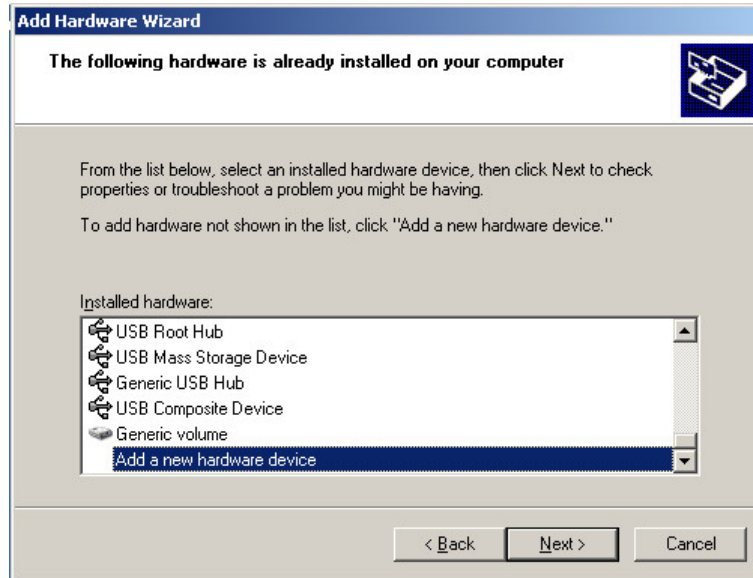 Add Hardware Wizard
The following hardware is already installed on your computer
From the list below, select an installed hardware device, then click Next to check
properties or troubleshoot a problem you might be having.
To add hardware not shown in the list, click "Add a new hardware device."
Installed hardware:
USB Root Hub
USB Mass Storage Device
Generic USB Hub
USB Composite Device
Generic volume
Add a new hardware device
< Back
Next >
Cancel